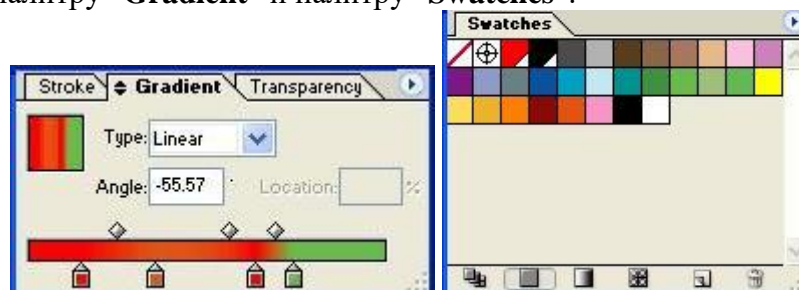 палитру "Gradient" и палитру "Swatches".
Swatches
Stroke Gradient Transparency
Type: Linear
Angle: -55.57 Location: %